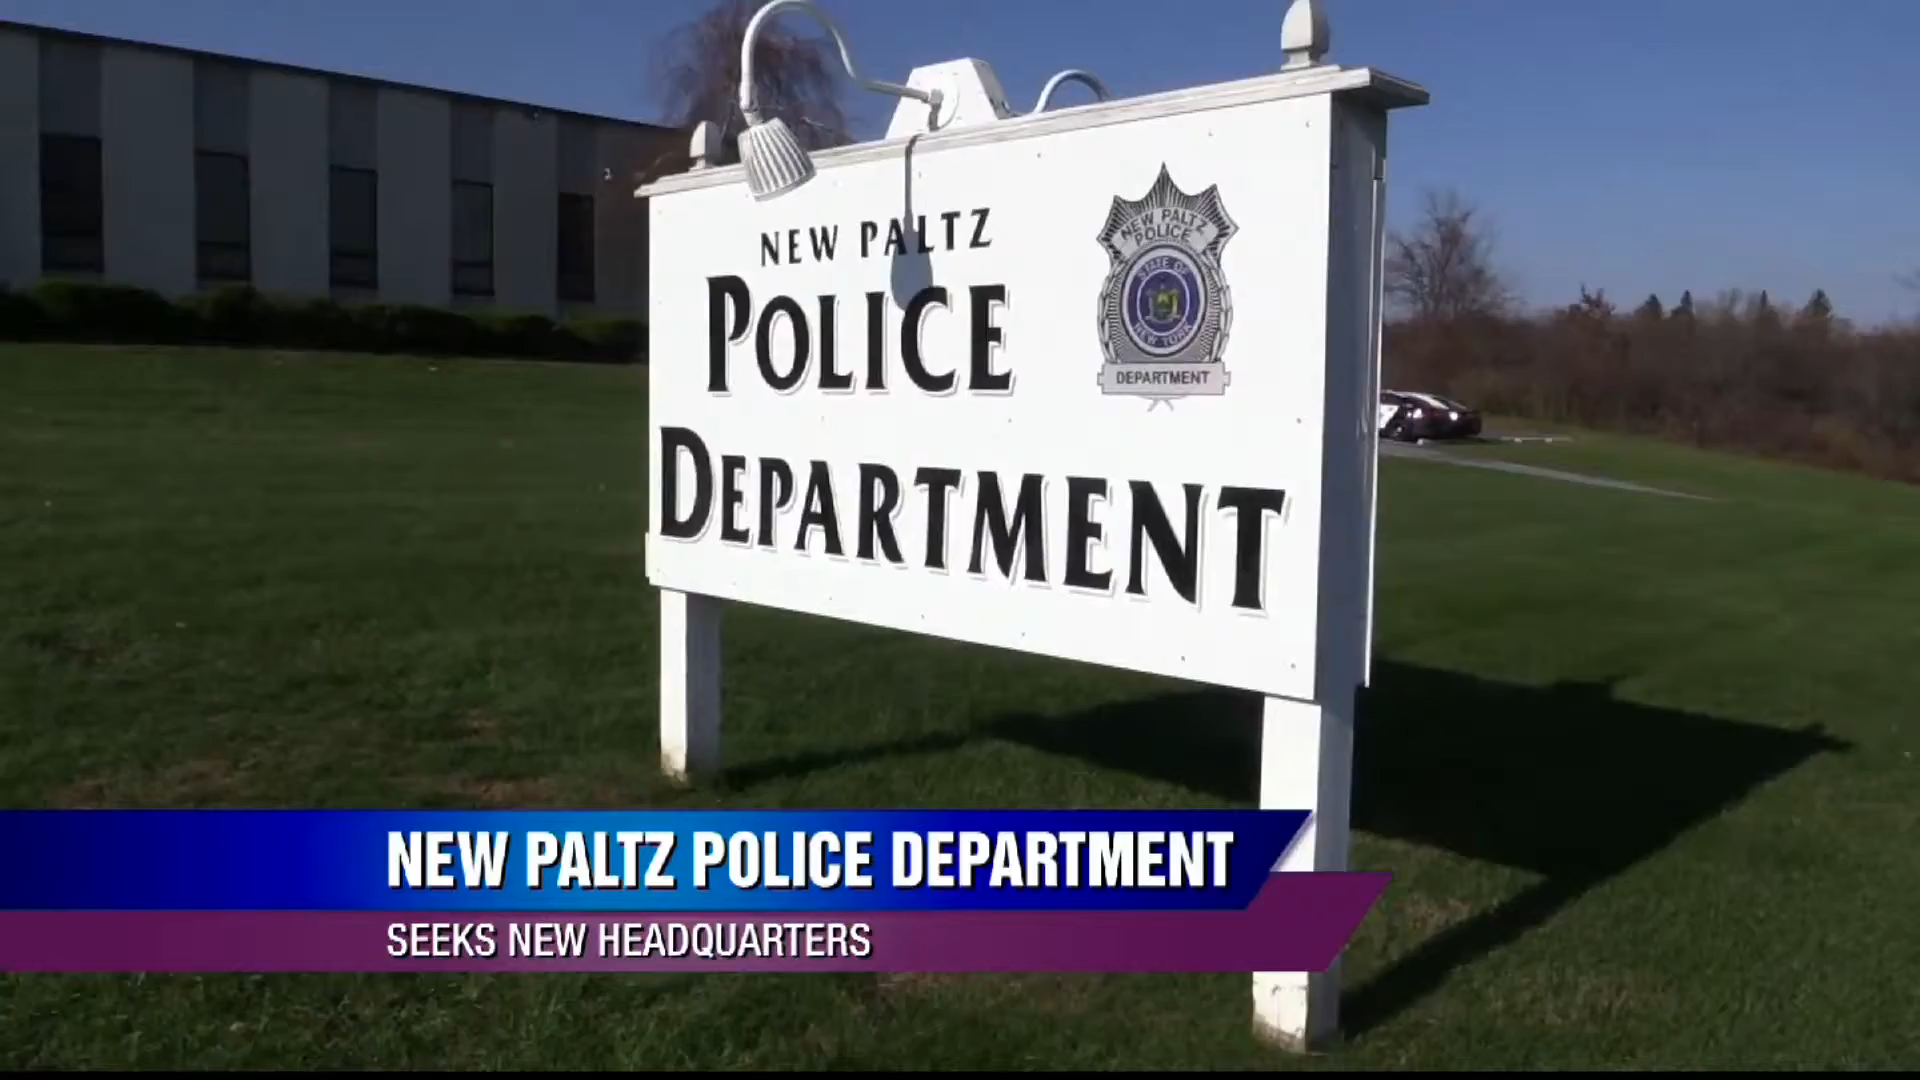 NEW PALTZ
POLICE
DEPARTMENT
NEW PALTZ
POLICE
STATE OF
NEW YORK
DEPARTMENT
NEW PALTZ POLICE DEPARTMENT
SEEKS NEW HEADQUARTERS